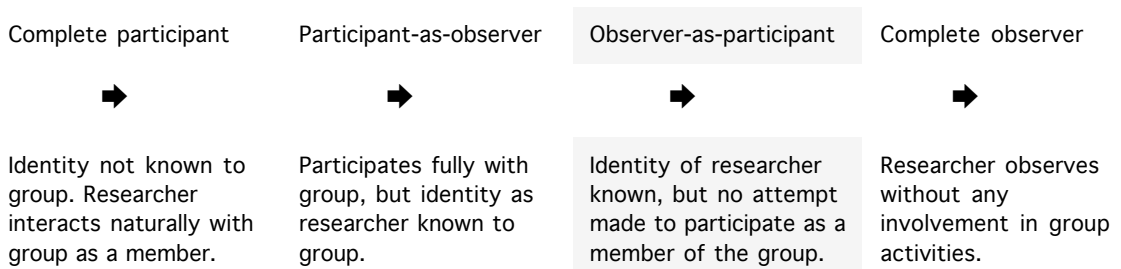 Complete participant
Participant-as-observer
Observer-as-participant
Complete observer
Identity not known to
group. Researcher
interacts naturally with
group as a member.
Participates fully with
group, but identity as
researcher known to
group.
Identity of researcher
known, but no attempt
made to participate as a
member of the group.
Researcher observes
without any
involvement in group
activities.